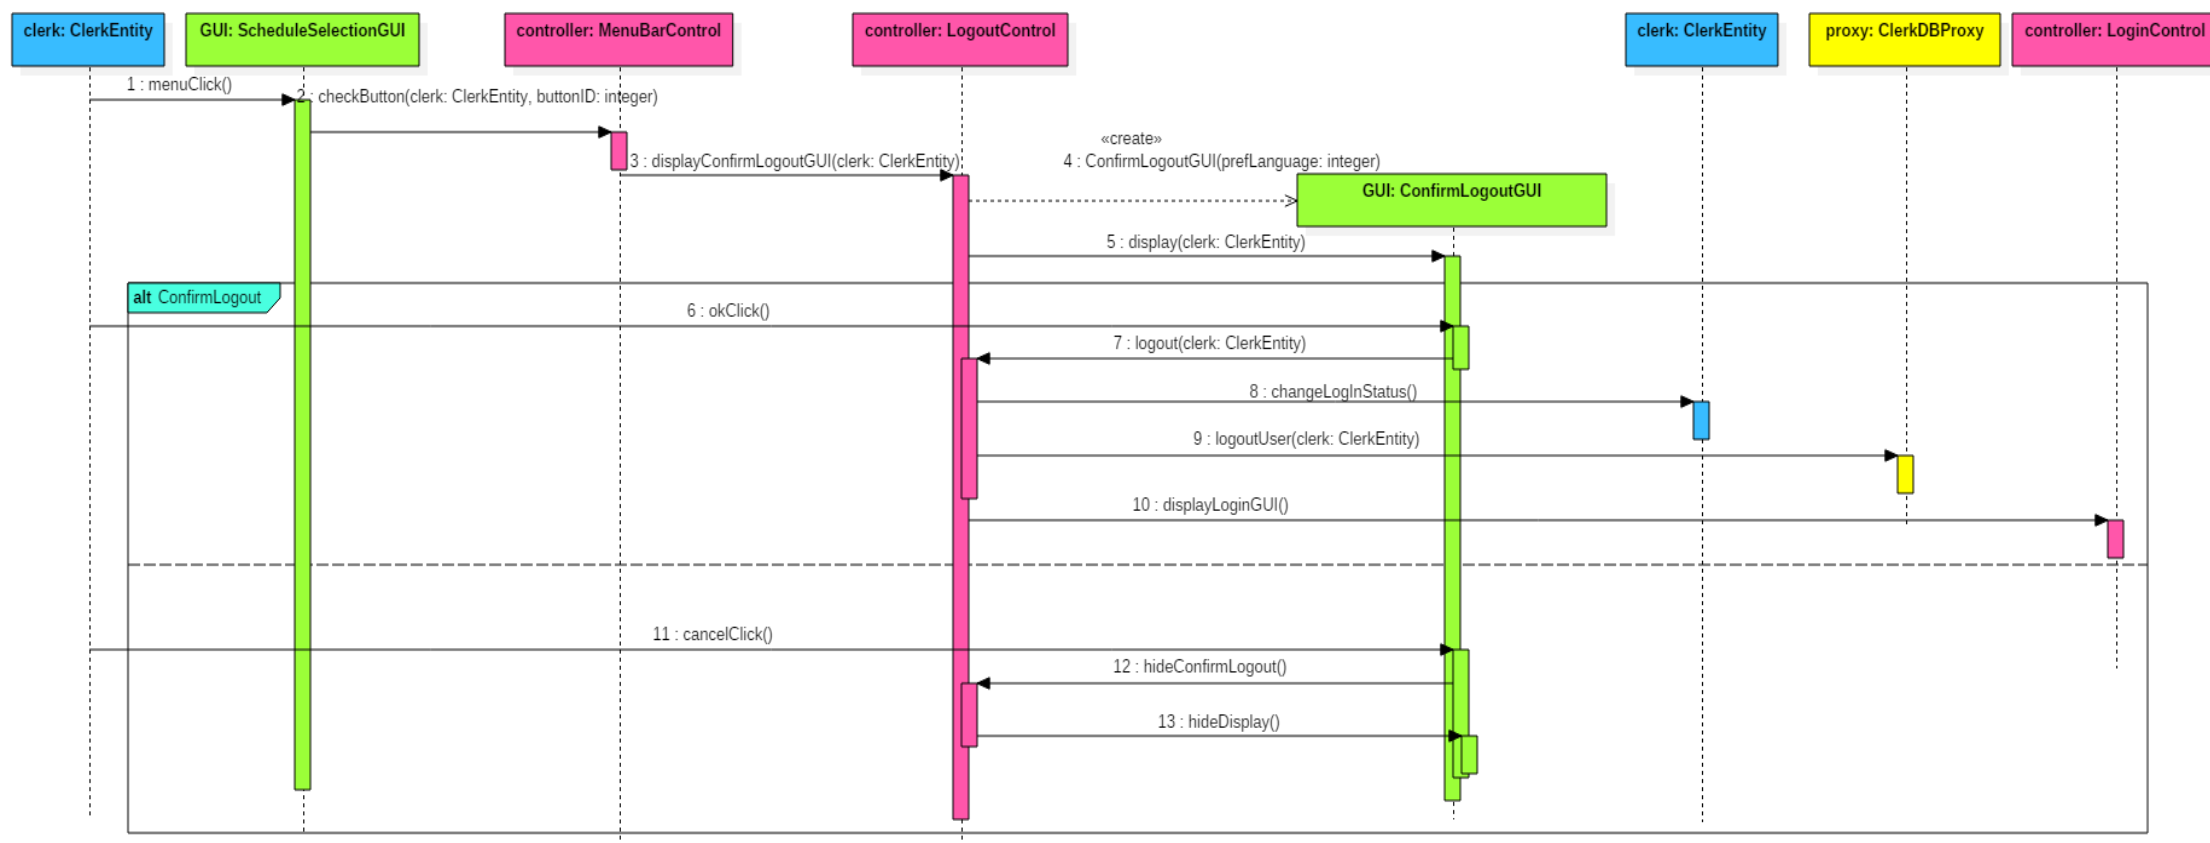 clerk: ClerkEntity
GUI: ScheduleSelectionGUI
controller: MenuBarControl
controller: LogoutControl
clerk: ClerkEntity
proxy: ClerkDBProxy
controller: LoginControl
1 : menuClick()
2 : checkButton(clerk: ClerkEntity, buttonID: integer)
«create»
3 : displayConfirmLogoutGUI(clerk: ClerkEntity)
4 : ConfirmLogoutGUI(prefLanguage: integer)
GUI: ConfirmLogoutGUI
5 : display(clerk: ClerkEntity)
alt ConfirmLogout
6 : okClick()
7 : logout(clerk: ClerkEntity)
8 : changeLogInStatus()
9 : logoutUser(clerk: ClerkEntity)
10 : displayLoginGUI()
11 : cancelClick()
12 : hideConfirmLogout()
13 : hideDisplay()